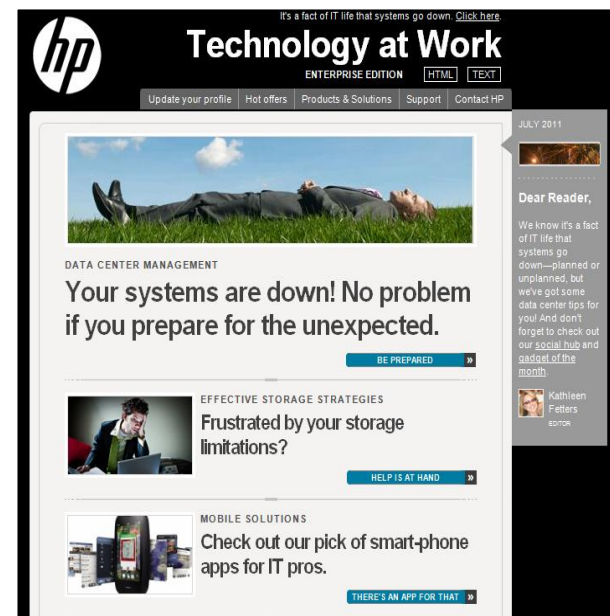 It's a fact of IT life that systems go down. Click here.
hp
Technology at Work
ENTERPRISE EDITION HTML TEXT
Update your profile Hot offers Products & Solutions Support Contact HP
JULY 2011
Dear Reader,
We know it's a fact
of IT life that
systems go
down—planned or
unplanned, but
we've got some
data center tips for
you! And don't
forget to check out
our social hub and
gadget of the
month.
Kathleen
Fetters
EDITOR
DATA CENTER MANAGEMENT
Your systems are down! No problem
if you prepare for the unexpected.
BE PREPARED »
EFFECTIVE STORAGE STRATEGIES
Frustrated by your storage
limitations?
HELP IS AT HAND »
MOBILE SOLUTIONS
Check out our pick of smart-phone
apps for IT pros.
THERE'S AN APP FOR THAT »